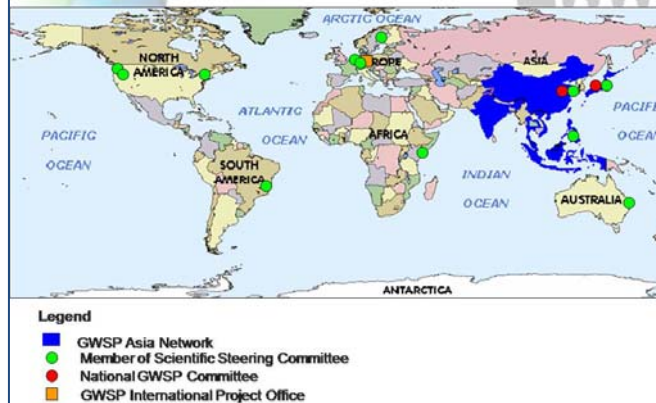 ARCTIC OCEAN
NORTH
AMERICA
ROPE
ASIA
ATLANTIC
OCEAN
PACIFIC
OCEAN
PACIFIC
OCEAN
AFRICA
SOUTH
AMERICA
INDIAN
OCEAN
AUSTRALIA
ANTARCTICA
Legend
GWSP Asia Network
Member of Scientific Steering Committee
National GWSP Committee
GWSP International Project Office